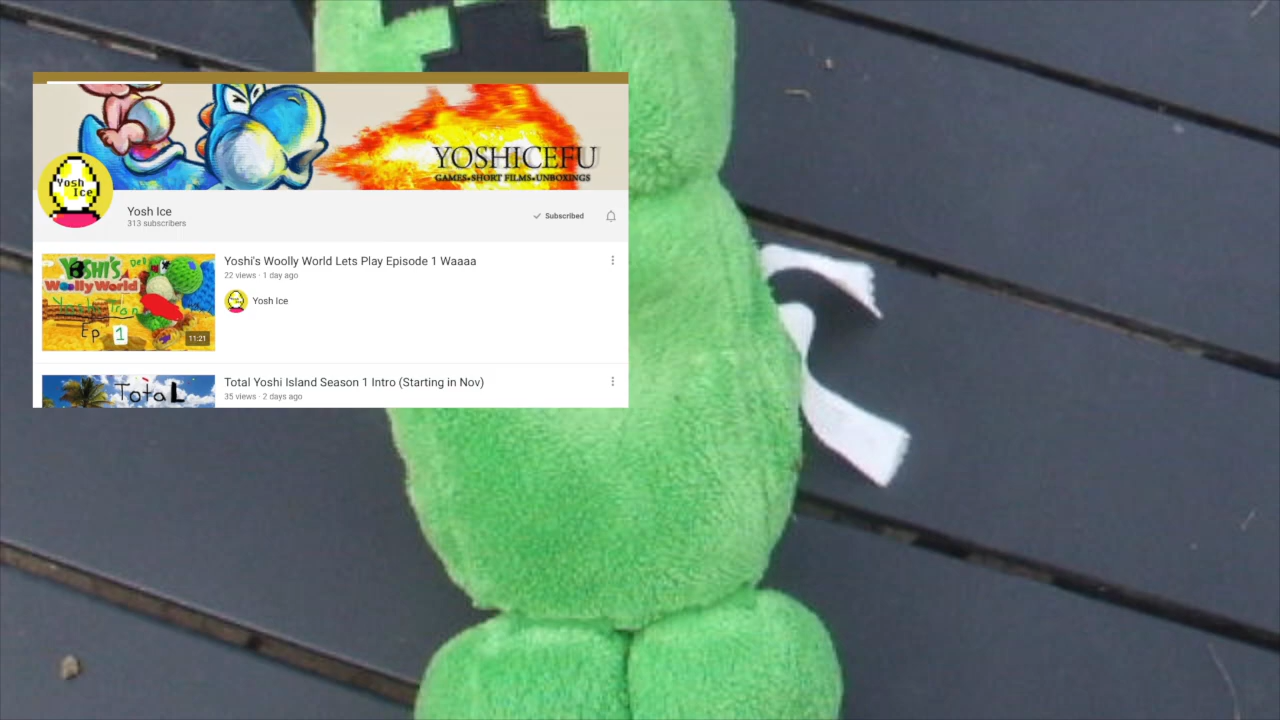 YOSHICEFU
GAMES•SHORT FILMS•UNBOXINGS
Yosh
Ice
Yosh Ice
313 subscribers
Subscribed
Yoshi's Woolly World Lets Play Episode 1 Waaaa
22 views · 1 day ago
Yosh Ice
YOSHI'S
Woolly World
Ep 1
11:21
Total Yoshi Island Season 1 Intro (Starting in Nov)
35 views · 2 days ago
TotaL